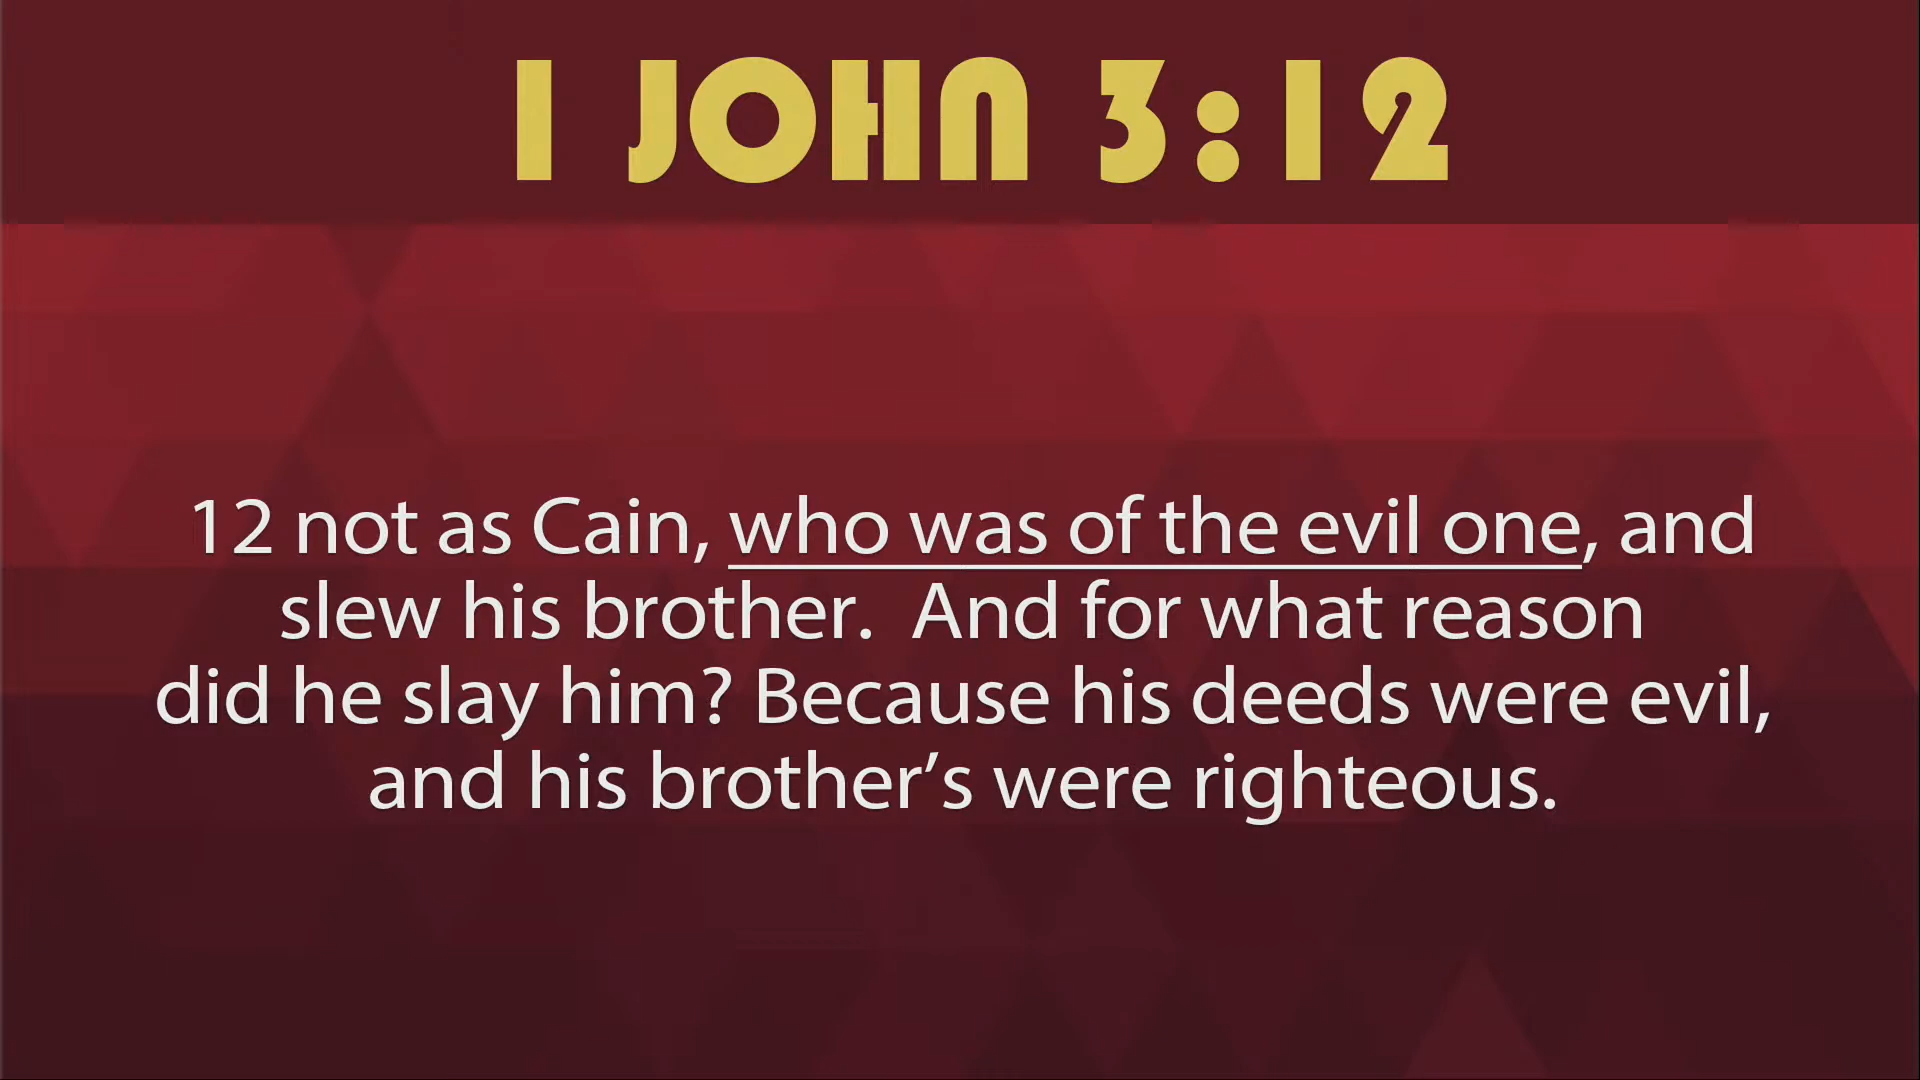 1 JOHN 3:12
12 not as Cain, who was of the evil one, and
slew his brother.  And for what reason
did he slay him? Because his deeds were evil,
and his brother’s were righteous.